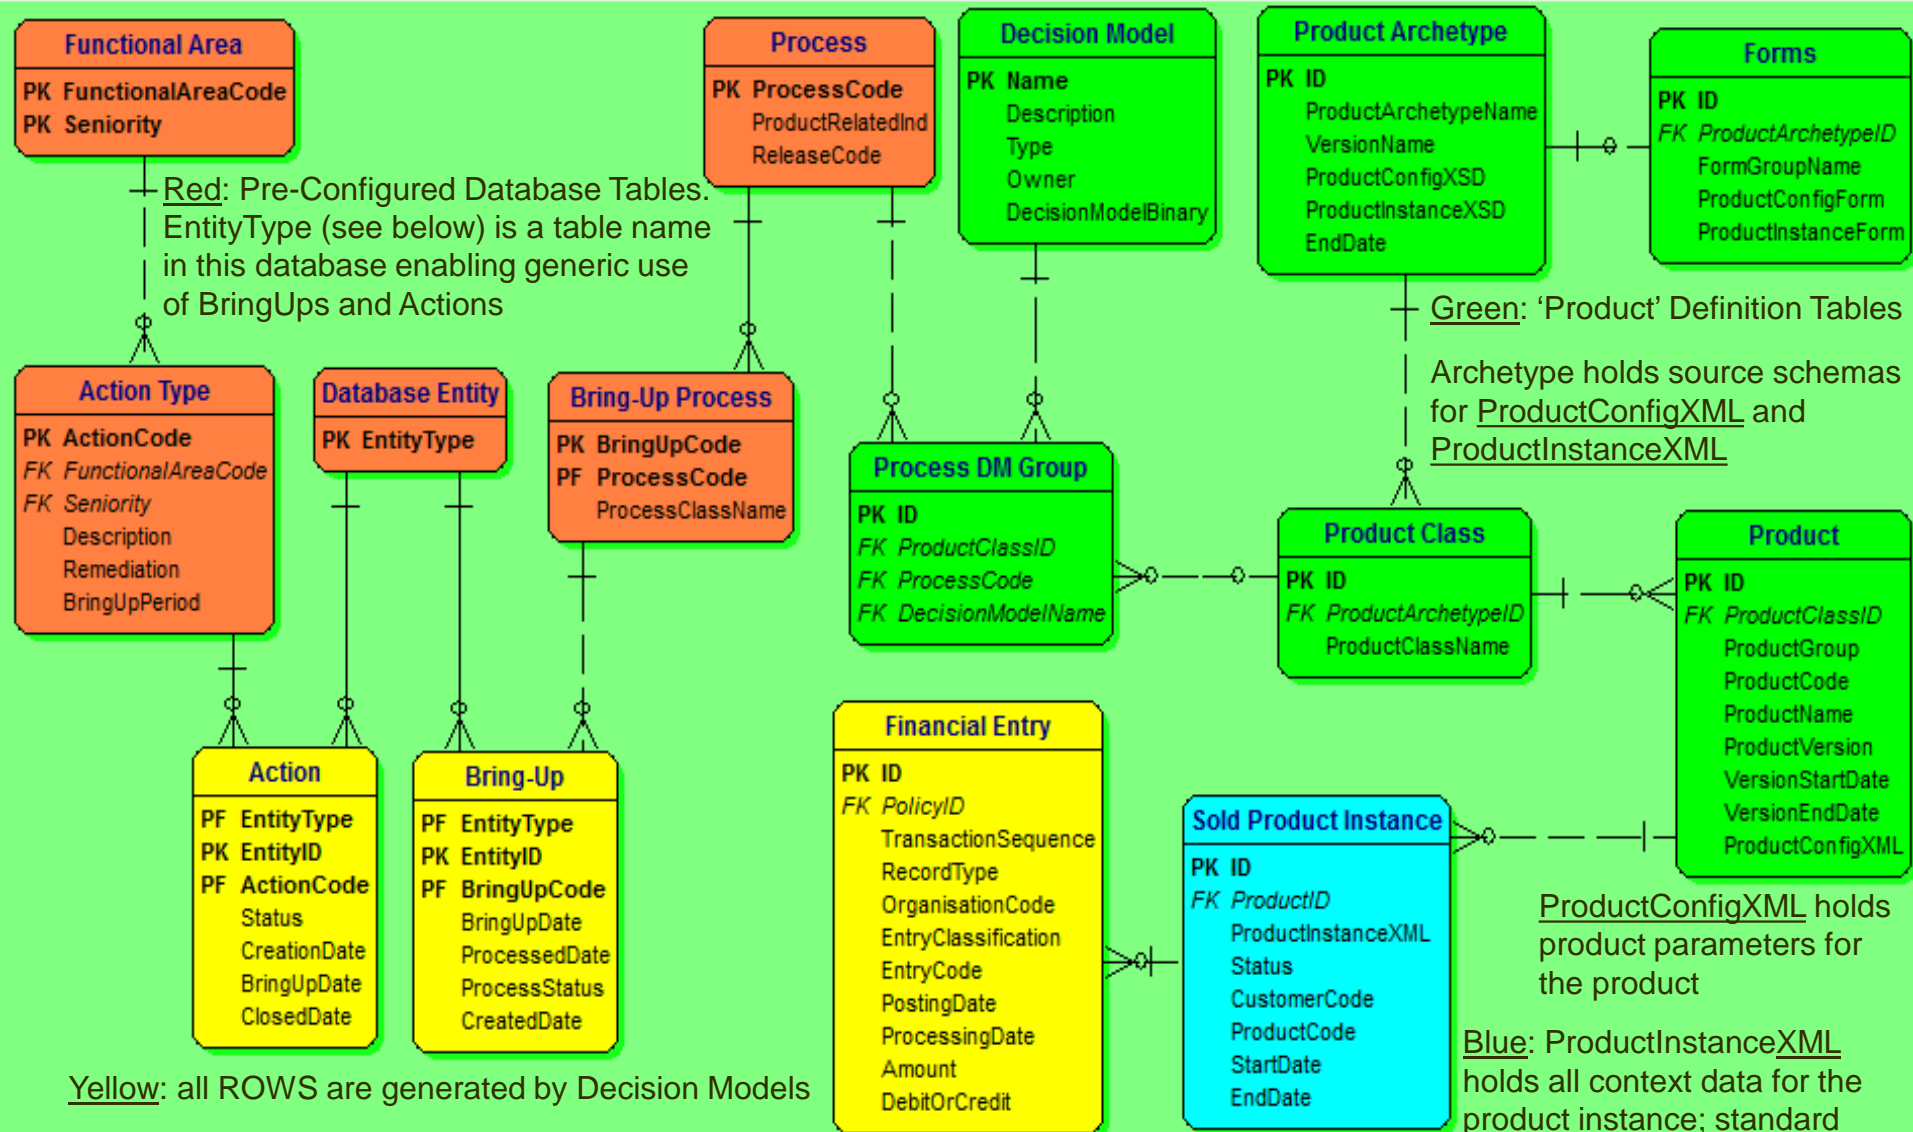 Functional Area
PK FunctionalAreaCode
PK Seniority
Process
PK ProcessCode
ProductRelatedInd
ReleaseCode
Decision Model
PK Name
Description
Type
Owner
DecisionModelBinary
Product Archetype
PK ID
ProductArchetypeName
VersionName
ProductConfigXSD
ProductInstanceXSD
EndDate
Forms
PK ID
FK ProductArchetypeID
FormGroupName
ProductConfigForm
ProductInstanceForm
Red: Pre-Configured Database Tables.
EntityType (see below) is a table name
in this database enabling generic use
of BringUps and Actions
Green: ‘Product’ Definition Tables
Archetype holds source schemas
for ProductConfigXML and
ProductInstanceXML
Action Type
PK ActionCode
FK FunctionalAreaCode
FK Seniority
Description
Remediation
BringUpPeriod
Database Entity
PK EntityType
Bring-Up Process
PK BringUpCode
PF ProcessCode
ProcessClassName
Process DM Group
PK ID
FK ProductClassID
FK ProcessCode
FK DecisionModelName
Product Class
PK ID
FK ProductArchetypeID
ProductClassName
Product
PK ID
FK ProductClassID
ProductGroup
ProductCode
ProductName
ProductVersion
VersionStartDate
VersionEndDate
ProductConfigXML
Action
PF EntityType
PK EntityID
PF ActionCode
Status
CreationDate
BringUpDate
ClosedDate
Bring-Up
PF EntityType
PK EntityID
PF BringUpCode
BringUpDate
ProcessedDate
ProcessStatus
CreatedDate
Financial Entry
PK ID
FK PolicyID
TransactionSequence
RecordType
OrganisationCode
EntryClassification
EntryCode
PostingDate
ProcessingDate
Amount
DebitOrCredit
Sold Product Instance
PK ID
FK ProductID
ProductInstanceXML
Status
CustomerCode
ProductCode
StartDate
EndDate
ProductConfigXML holds
product parameters for
the product
Blue: ProductInstanceXML
holds all context data for the
product instance; standard
Yellow: all ROWS are generated by Decision Models